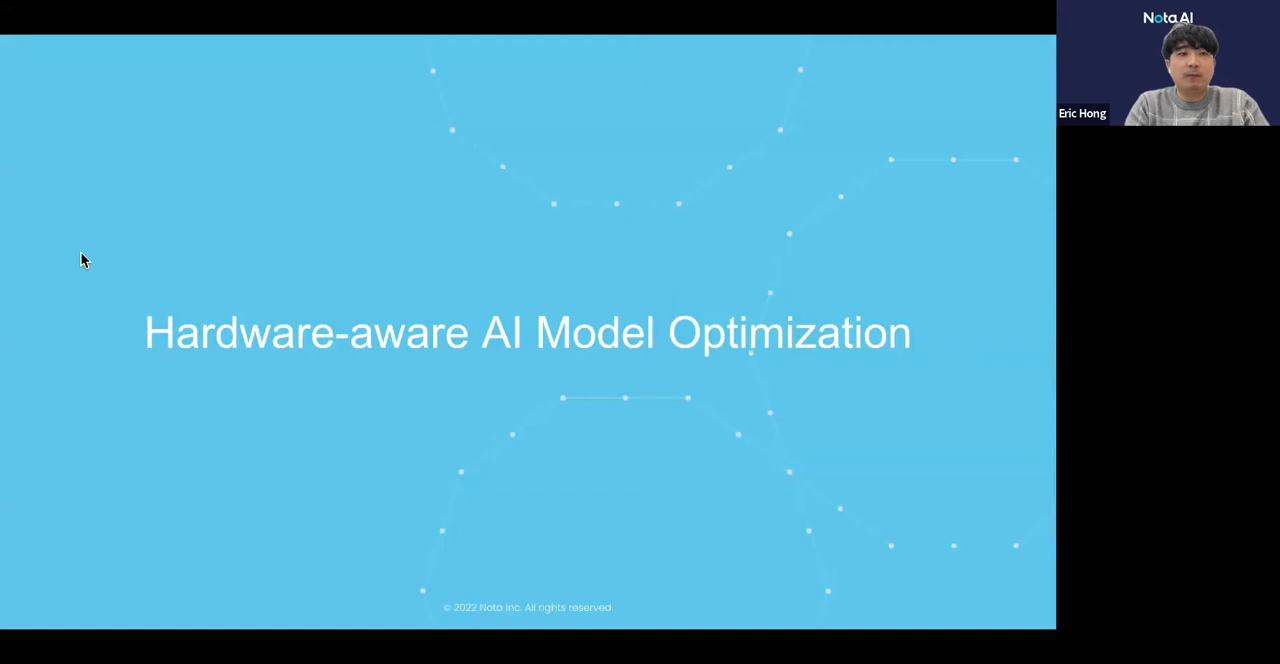 Nota AI
Eric Hong
Hardware-aware AI Model Optimization
© 2022 Nota Inc. All rights reserved.